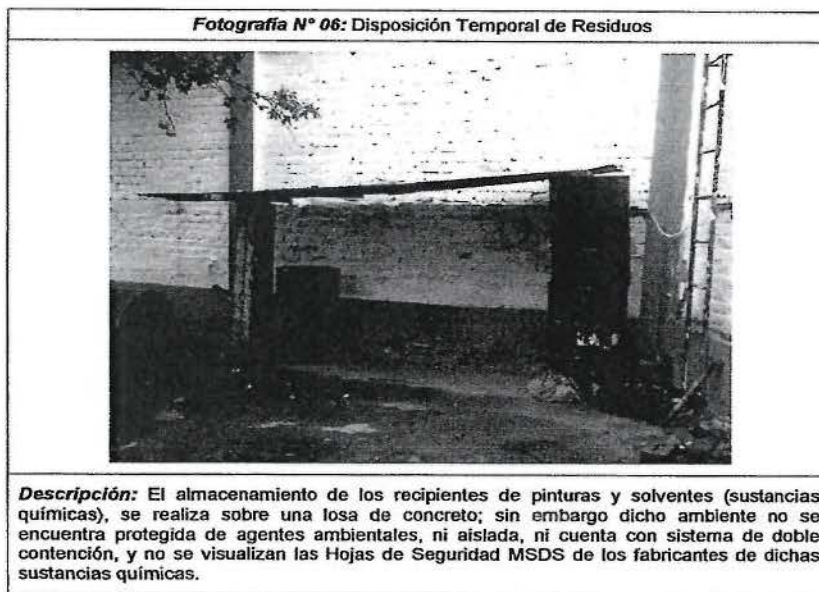 Fotografía N° 06: Disposición Temporal de Residuos
Descripción: El almacenamiento de los recipientes de pinturas y solventes (sustancias
químicas), se realiza sobre una losa de concreto; sin embargo dicho ambiente no se
encuentra protegida de agentes ambientales, ni aislada, ni cuenta con sistema de doble
contención, y no se visualizan las Hojas de Seguridad MSDS de los fabricantes de dichas
sustancias químicas.